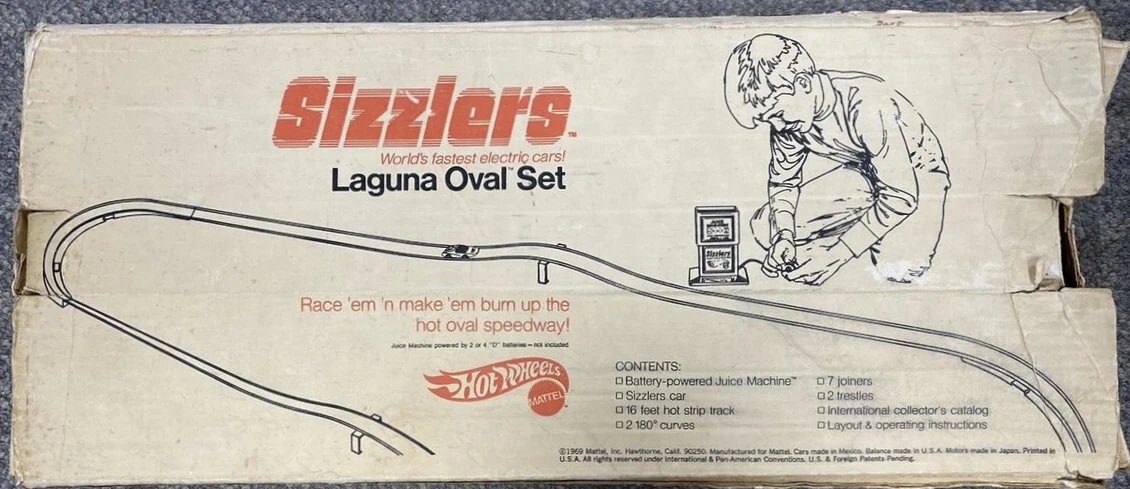 Sizzlers™
World's fastest electric cars!
Laguna Oval™ Set
Sizzlers
Race 'em 'n make 'em burn up the
hot oval speedway!
Juice Machine powered by 2 or 4 "D" batteries – not included
Hot Wheels
MATTEL
CONTENTS:
□ Battery-powered Juice Machine™
□ Sizzlers car
□ 16 feet hot strip track
□ 2 180° curves
□ 7 joiners
□ 2 trestles
□ International collector's catalog
□ Layout & operating instructions
©1969 Mattel, Inc. Hawthorne, Calif. 90250. Manufactured for Mattel. Cars made in Mexico. Balance made in U.S.A. Motors made in Japan. Printed in
U.S.A. All rights reserved under International & Pan-American Conventions. U.S. & Foreign Patents Pending.